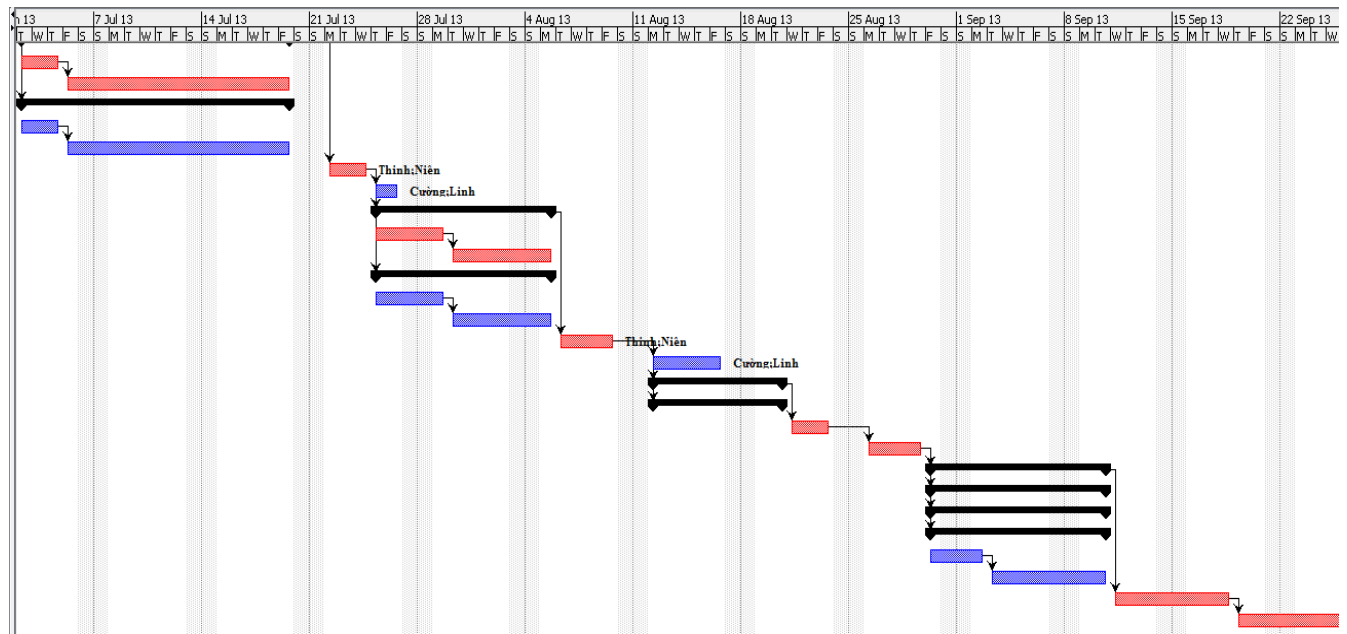 13 7 Jul 13 14 Jul 13 21 Jul 13 28 Jul 13 4 Aug 13 11 Aug 13 18 Aug 13 25 Aug 13 1 Sep 13 8 Sep 13 15 Sep 13 22 Sep 13
T W T F S S M T W T F S S M T W T F S S M T W T F S S M T W T F S S M T W T F S S M T W T F S S M T W T F S S M T W T F S S M T W T F S S M T W T F S S M T W T F S S M T W
Thinh;Niên
Cường;Linh
Thinh;Niên
Cường;Linh